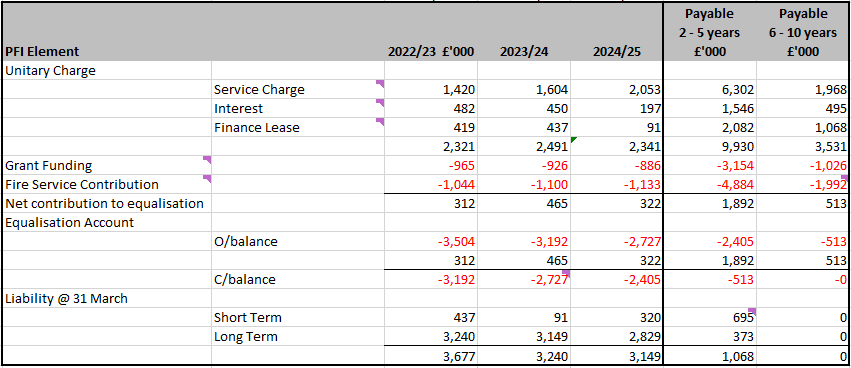 Payable Payable
2 - 5 years 6 - 10 years
PFI Element 2022/23 £'000 2023/24 2024/25 £'000 £'000
Unitary Charge
Service Charge 1,420 1,604 2,053 6,302 1,968
Interest 482 450 197 1,546 495
Finance Lease 419 437 91 2,082 1,068
2,321 2,491 2,341 9,930 3,531
Grant Funding -965 -926 -886 -3,154 -1,026
Fire Service Contribution -1,044 -1,100 -1,133 -4,884 -1,992
Net contribution to equalisation 312 465 322 1,892 513
Equalisation Account
O/balance -3,504 -3,192 -2,727 -2,405 -513
312 465 322 1,892 513
C/balance -3,192 -2,727 -2,405 -513 -0
Liability @ 31 March
Short Term 437 91 320 695 0
Long Term 3,240 3,149 2,829 373 0
3,677 3,240 3,149 1,068 0